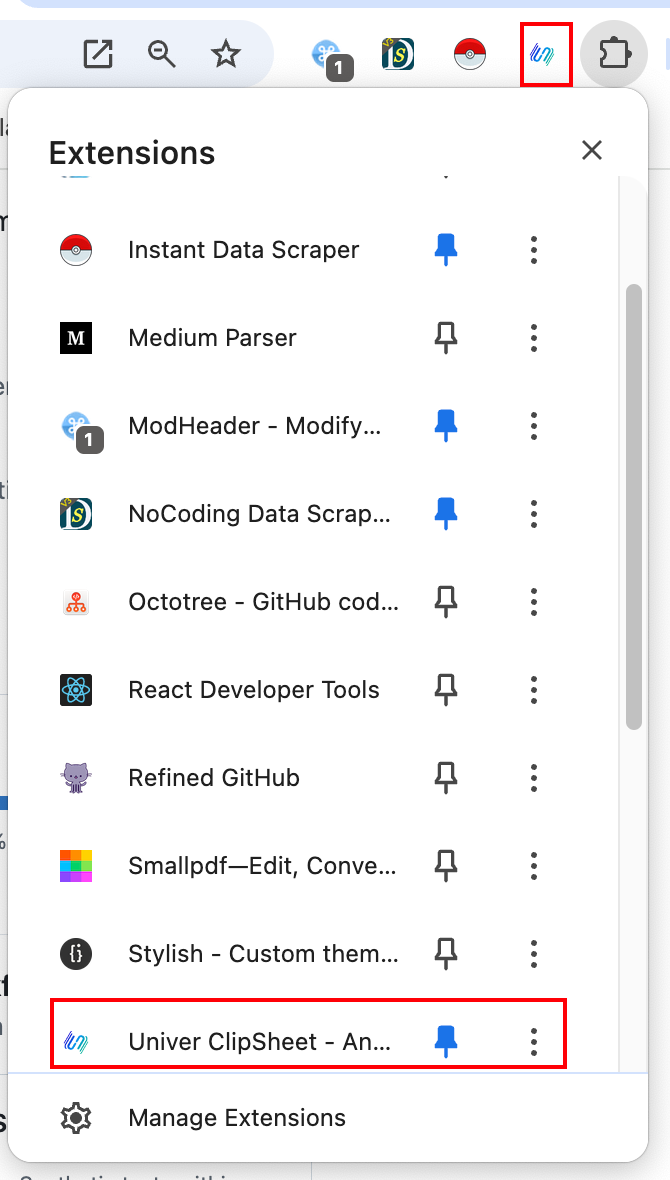 1
Extensions
Instant Data Scraper
M
Medium Parser
1
ModHeader - Modify...
NoCoding Data Scrap...
Octotree - GitHub cod...
React Developer Tools
Refined GitHub
Smallpdf—Edit, Conve...
{i}
Stylish - Custom them...
Univer ClipSheet - An...
Manage Extensions